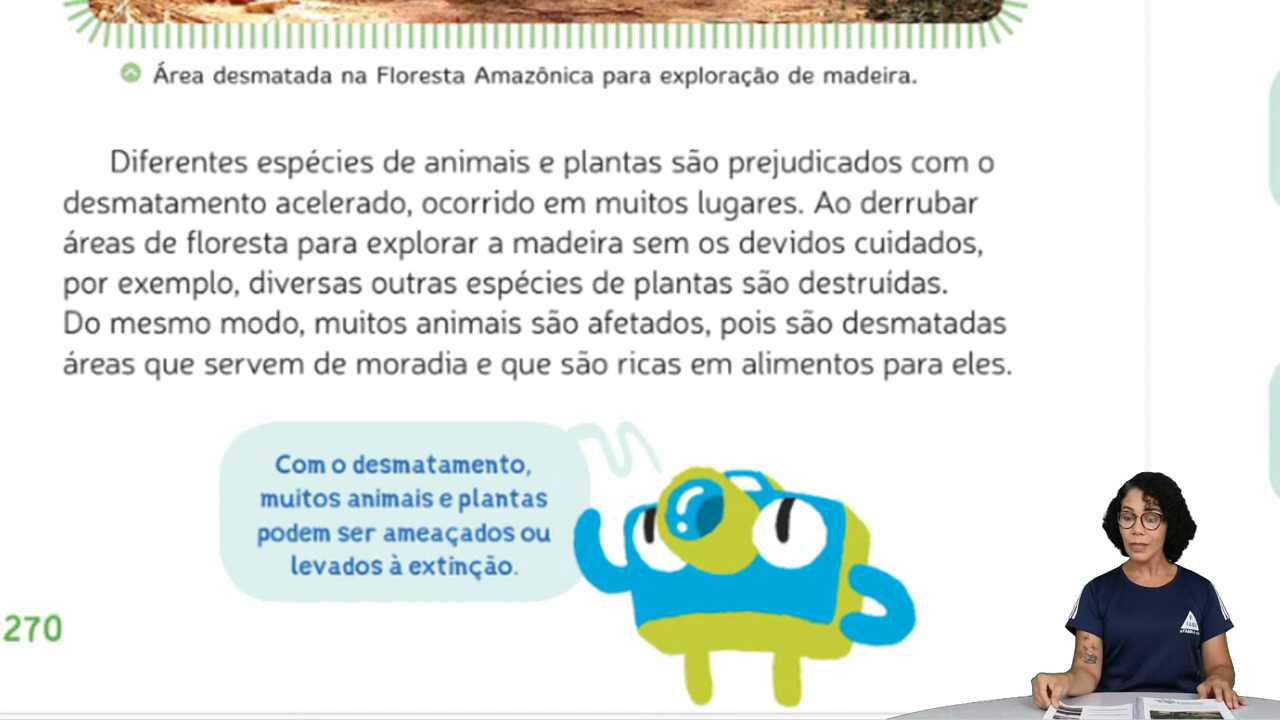 Área desmatada na Floresta Amazônica para exploração de madeira.
Diferentes espécies de animais e plantas são prejudicados com o
desmatamento acelerado, ocorrido em muitos lugares. Ao derrubar
áreas de floresta para explorar a madeira sem os devidos cuidados,
por exemplo, diversas outras espécies de plantas são destruídas.
Do mesmo modo, muitos animais são afetados, pois são desmatadas
áreas que servem de moradia e que são ricas em alimentos para eles.
Com o desmatamento,
muitos animais e plantas
podem ser ameaçados ou
levados à extinção.
270